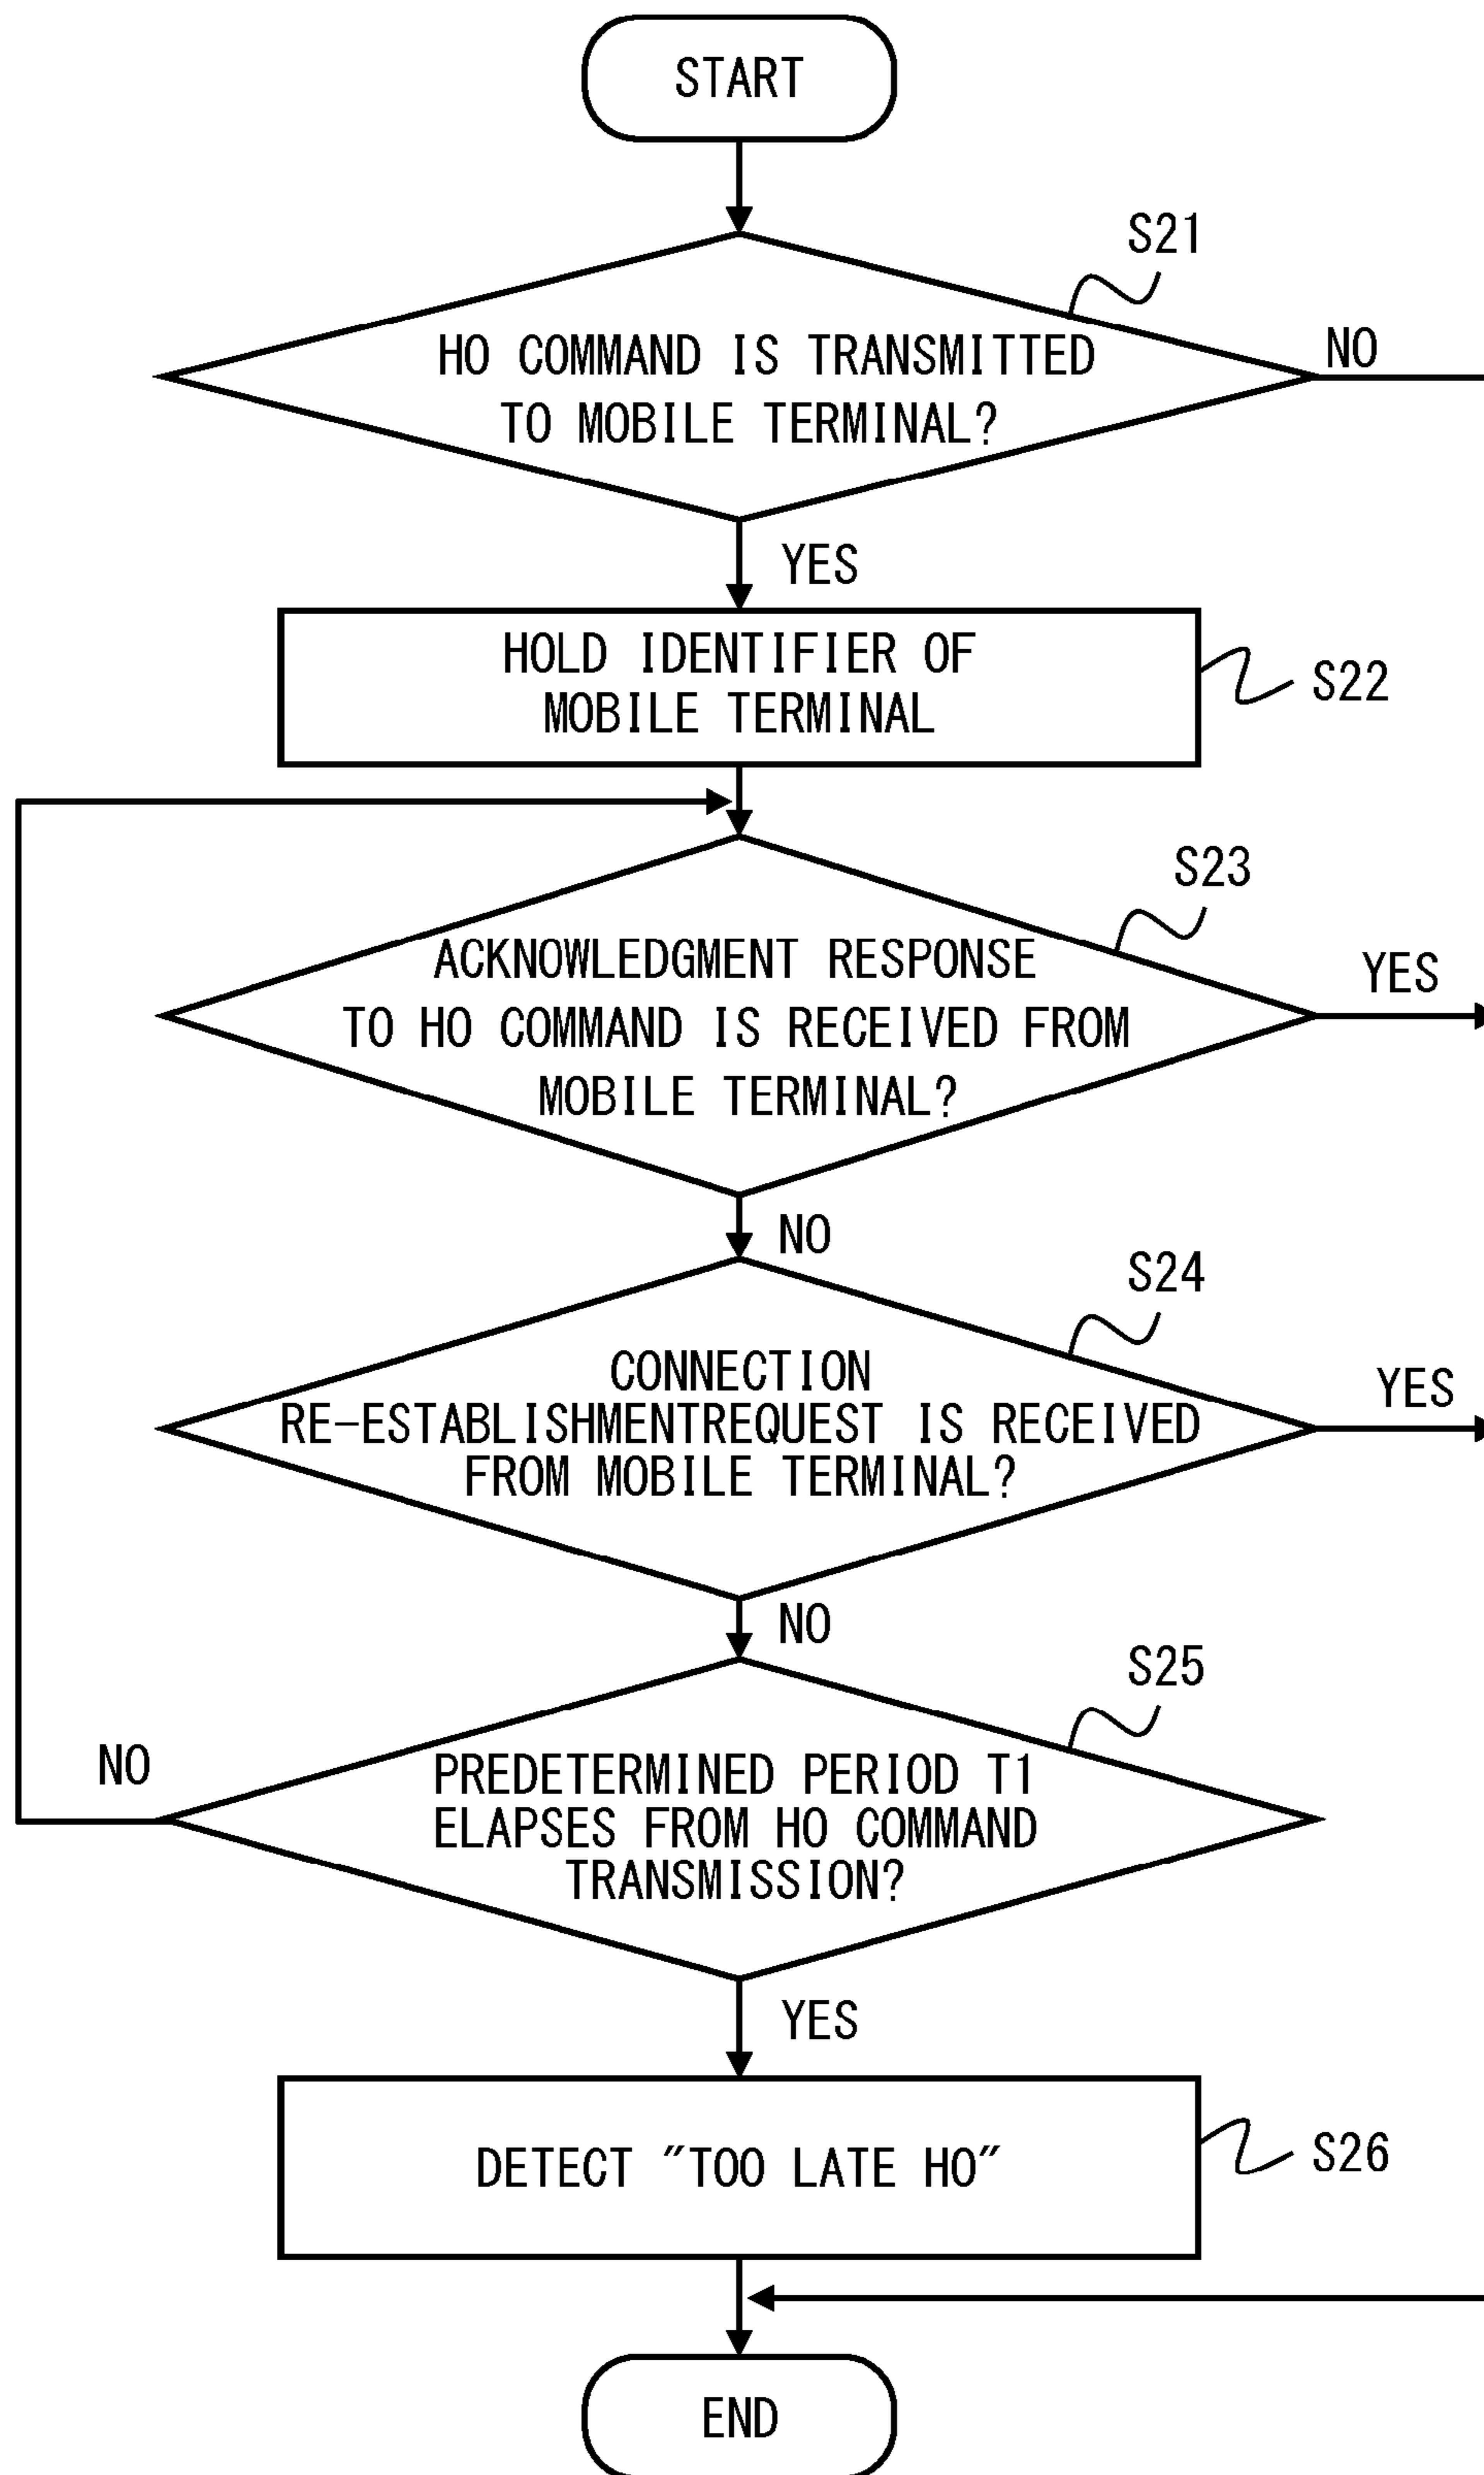 START
S21
HO COMMAND IS TRANSMITTED
TO MOBILE TERMINAL?
NO
YES
HOLD IDENTIFIER OF
MOBILE TERMINAL
S22
S23
ACKNOWLEDGMENT RESPONSE
TO HO COMMAND IS RECEIVED FROM
MOBILE TERMINAL?
YES
NO
S24
CONNECTION
RE-ESTABLISHMENTREQUEST IS RECEIVED
FROM MOBILE TERMINAL?
YES
NO
S25
PREDETERMINED PERIOD T1
ELAPSES FROM HO COMMAND
TRANSMISSION?
NO
YES
DETECT "TOO LATE HO"
S26
END